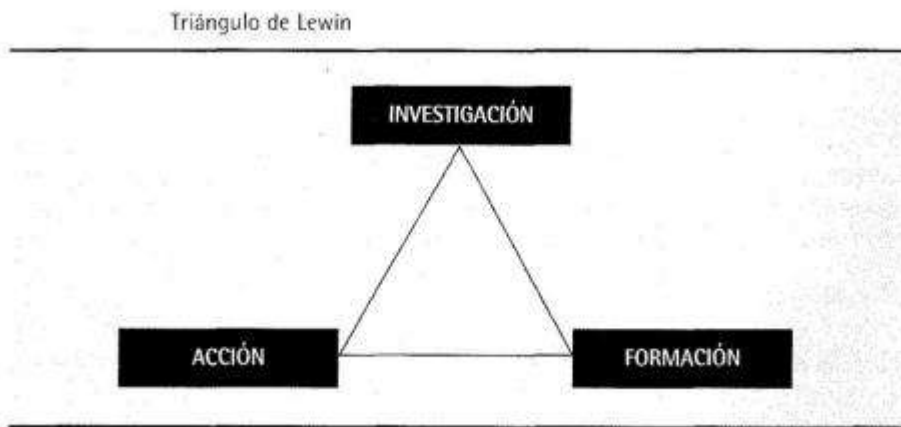 Triángulo de Lewin
INVESTIGACIÓN
ACCIÓN
FORMACIÓN